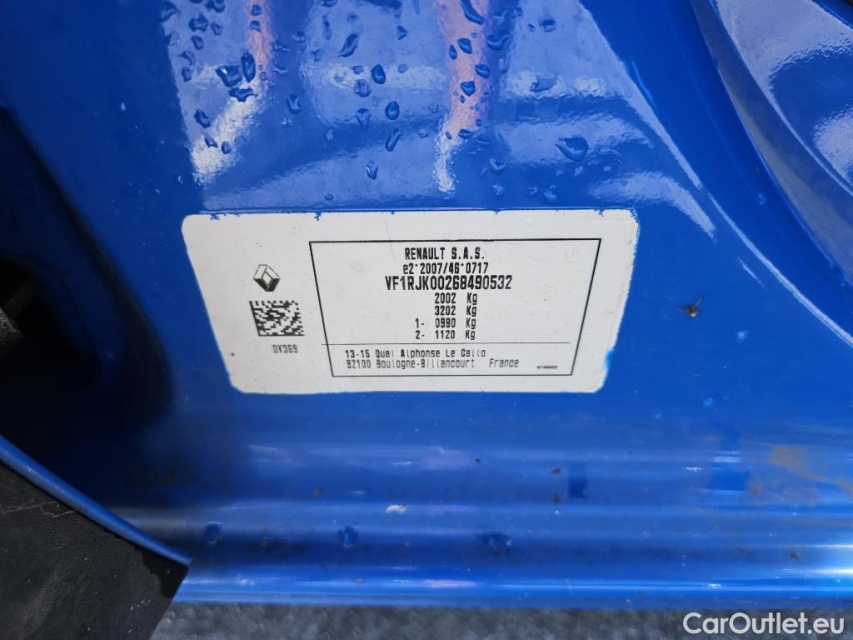 RENAULT S.A.S.
e2*2007/46*0717
VF1RJK00268490532
2002 Kg
3202 Kg
1- 0980 Kg
2- 1120 Kg
DV369
13-15 Quai Alphonse Le Gallo
92100 Boulogne-Billancourt France
CarOutlet.eu